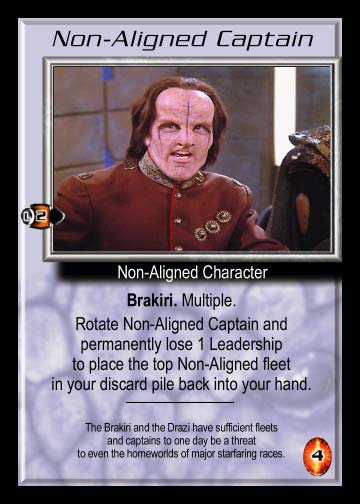 Non-Aligned Captain
L 2
Non-Aligned Character
Brakiri. Multiple.
Rotate Non-Aligned Captain and
permanently lose 1 Leadership
to place the top Non-Aligned fleet
in your discard pile back into your hand.
The Brakiri and the Drazi have sufficient fleets
and captains to one day be a threat
to even the homeworlds of major starfaring races.
4